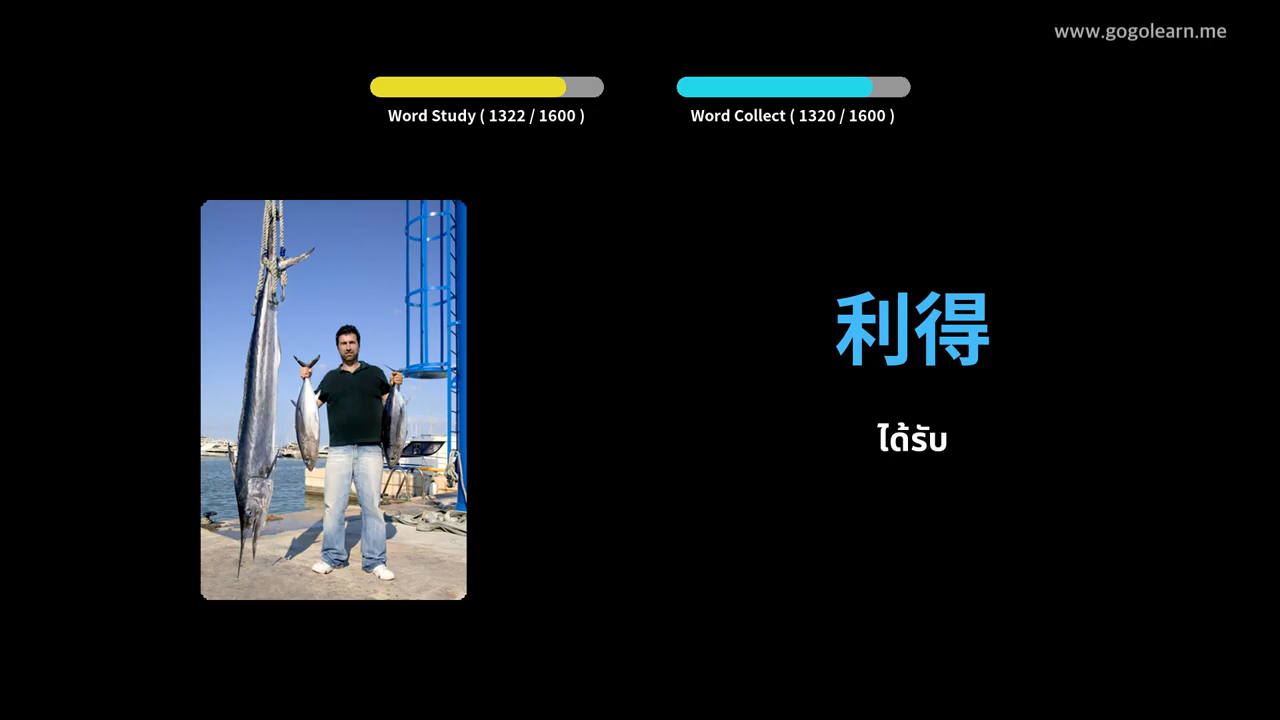 www.gogolearn.me
Word Study ( 1322 / 1600 )
Word Collect ( 1320 / 1600 )
利得
ได้รับ